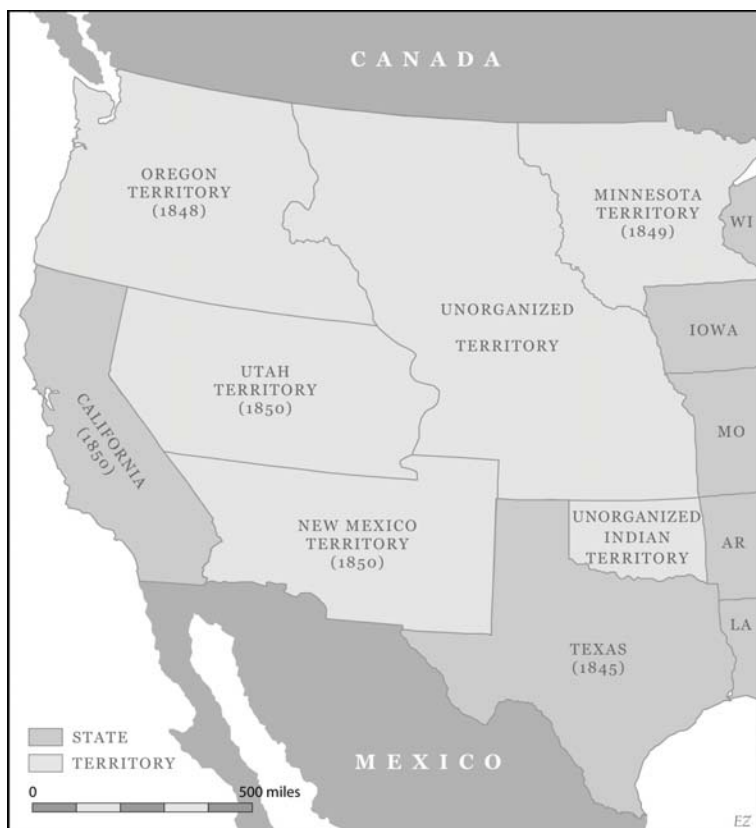 CANADA
OREGON
TERRITORY
(1848)
MINNESOTA
TERRITORY
(1849)
WI
UNORGANIZED
TERRITORY
IOWA
UTAH
TERRITORY
(1850)
CALIFORNIA
(1850)
MO
NEW MEXICO
TERRITORY
(1850)
UNORGANIZED
INDIAN
TERRITORY
AR
LA
TEXAS
(1845)
STATE
TERRITORY
MEXICO
0
500 miles
EZ